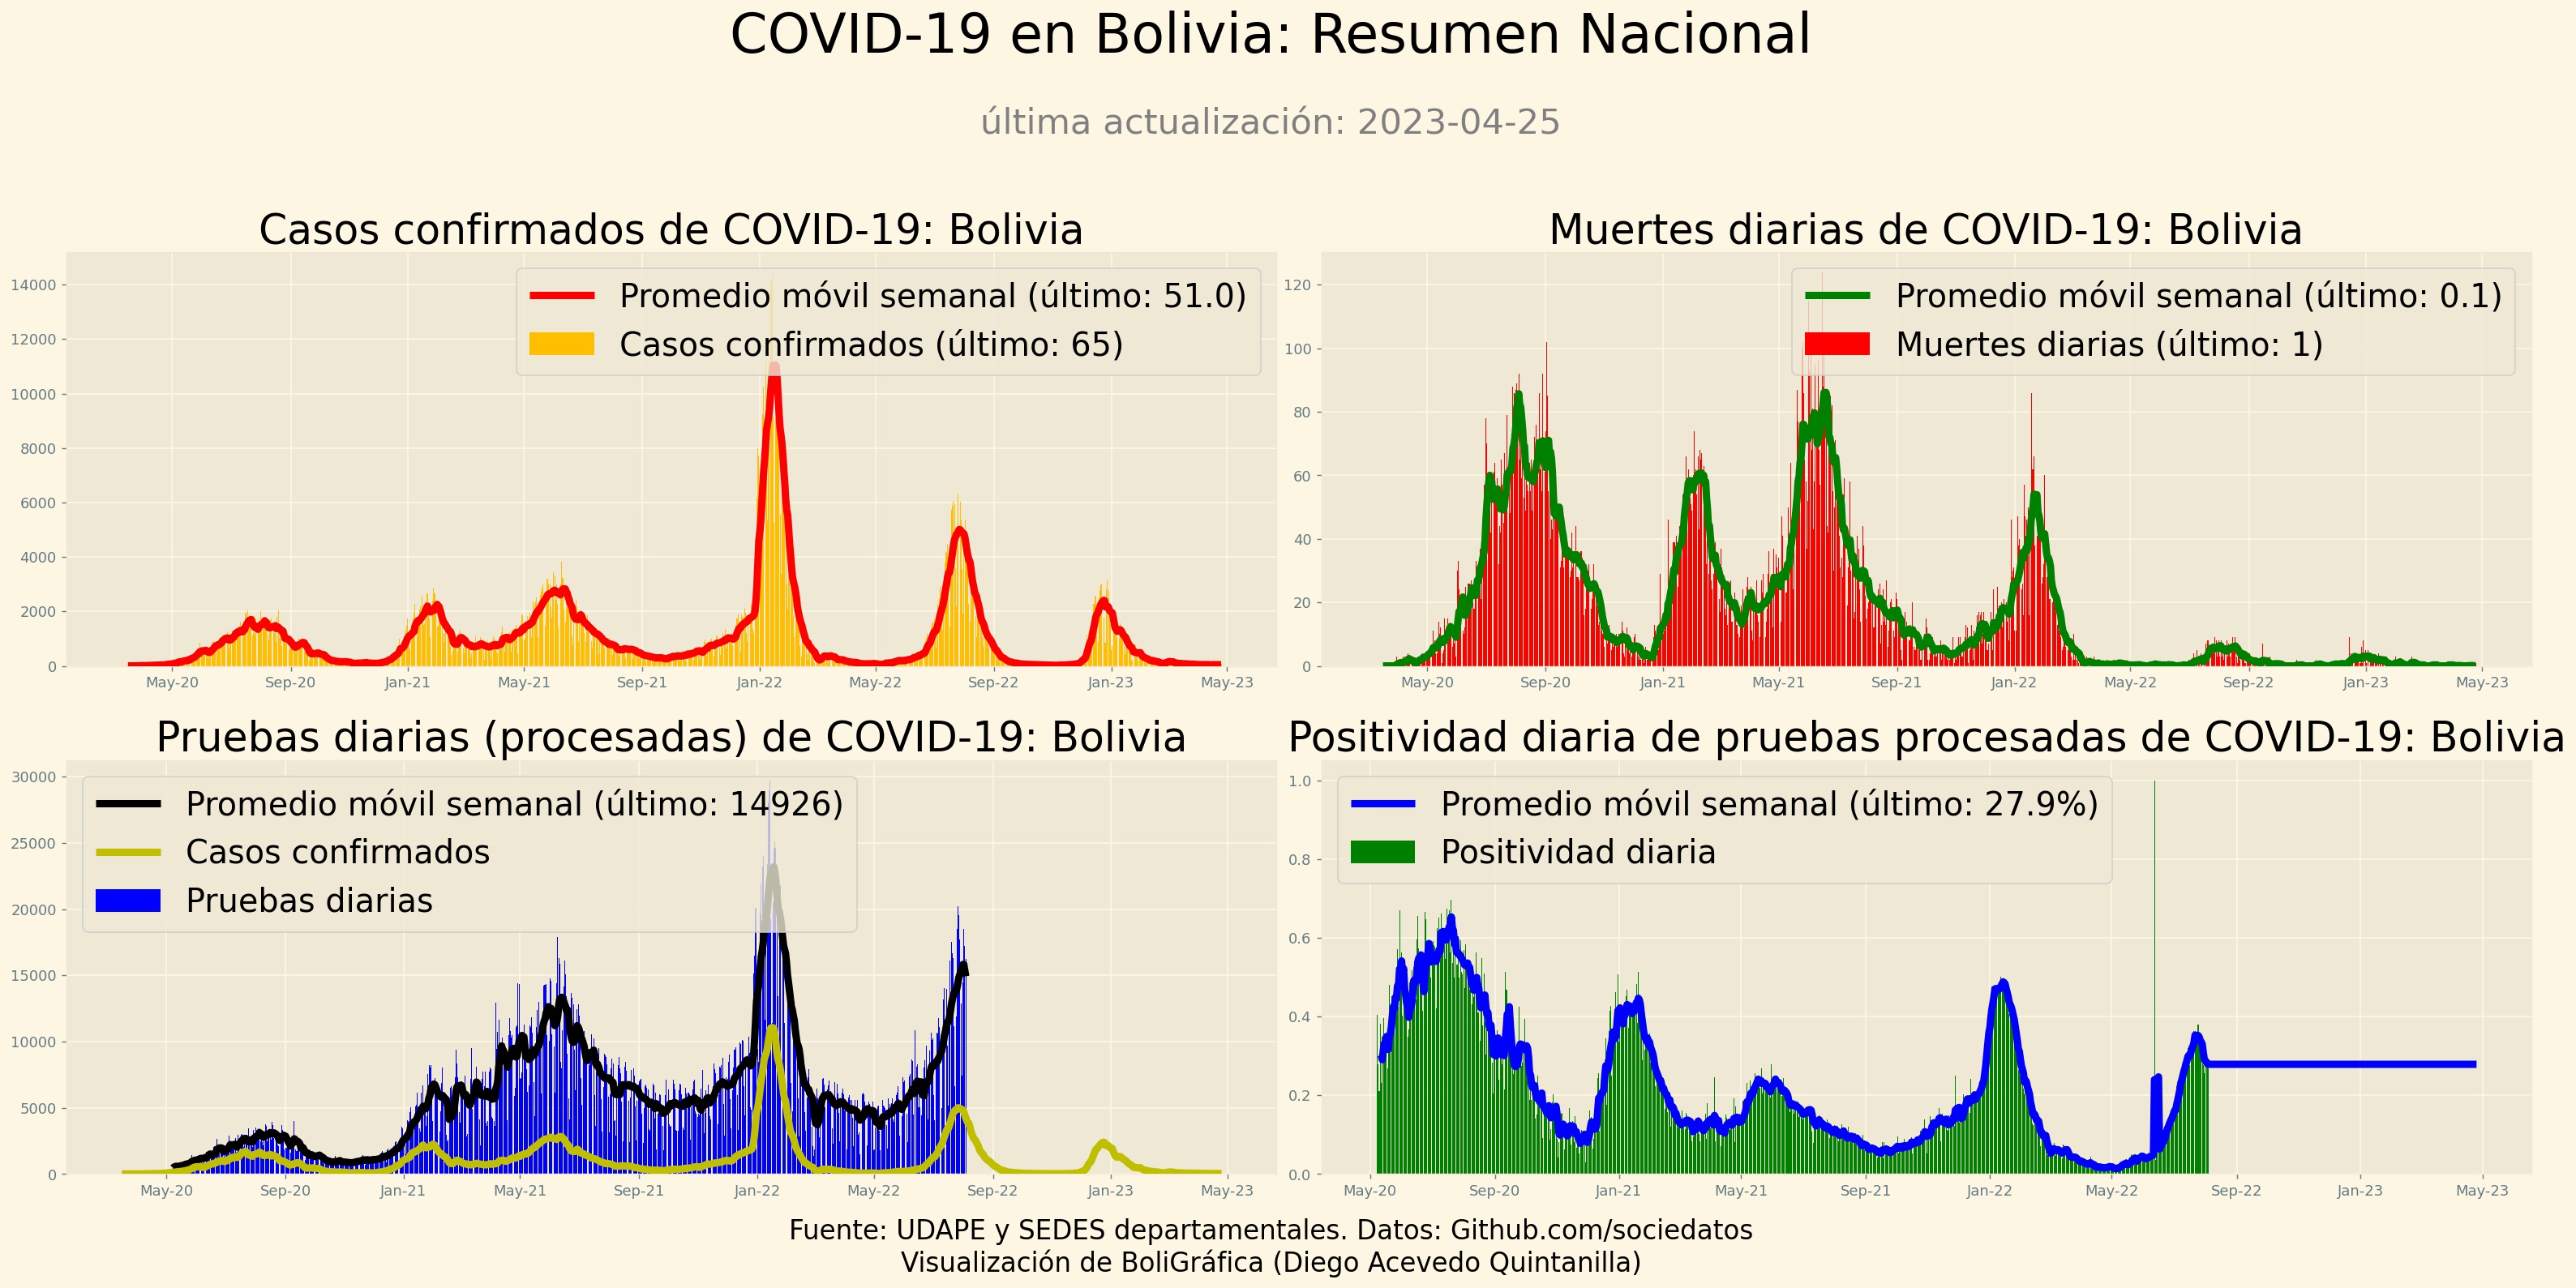 COVID-19 en Bolivia: Resumen Nacional
última actualización: 2023-04-25
Casos confirmados de COVID-19: Bolivia
Promedio móvil semanal (último: 51.0)
Casos confirmados (último: 65)
14000
12000
10000
8000
6000
4000
2000
0
May-20 Sep-20 Jan-21 May-21 Sep-21 Jan-22 May-22 Sep-22 Jan-23 May-23
Muertes diarias de COVID-19: Bolivia
Promedio móvil semanal (último: 0.1)
Muertes diarias (último: 1)
120
100
80
60
40
20
0
May-20 Sep-20 Jan-21 May-21 Sep-21 Jan-22 May-22 Sep-22 Jan-23 May-23
Pruebas diarias (procesadas) de COVID-19: Bolivia
Promedio móvil semanal (último: 14926)
Casos confirmados
Pruebas diarias
30000
25000
20000
15000
10000
5000
0
May-20 Sep-20 Jan-21 May-21 Sep-21 Jan-22 May-22 Sep-22 Jan-23 May-23
Positividad diaria de pruebas procesadas de COVID-19: Bolivia
Promedio móvil semanal (último: 27.9%)
Positividad diaria
1.0
0.8
0.6
0.4
0.2
0.0
May-20 Sep-20 Jan-21 May-21 Sep-21 Jan-22 May-22 Sep-22 Jan-23 May-23
Fuente: UDAPE y SEDES departamentales. Datos: Github.com/sociedatos
Visualización de BoliGráfica (Diego Acevedo Quintanilla)